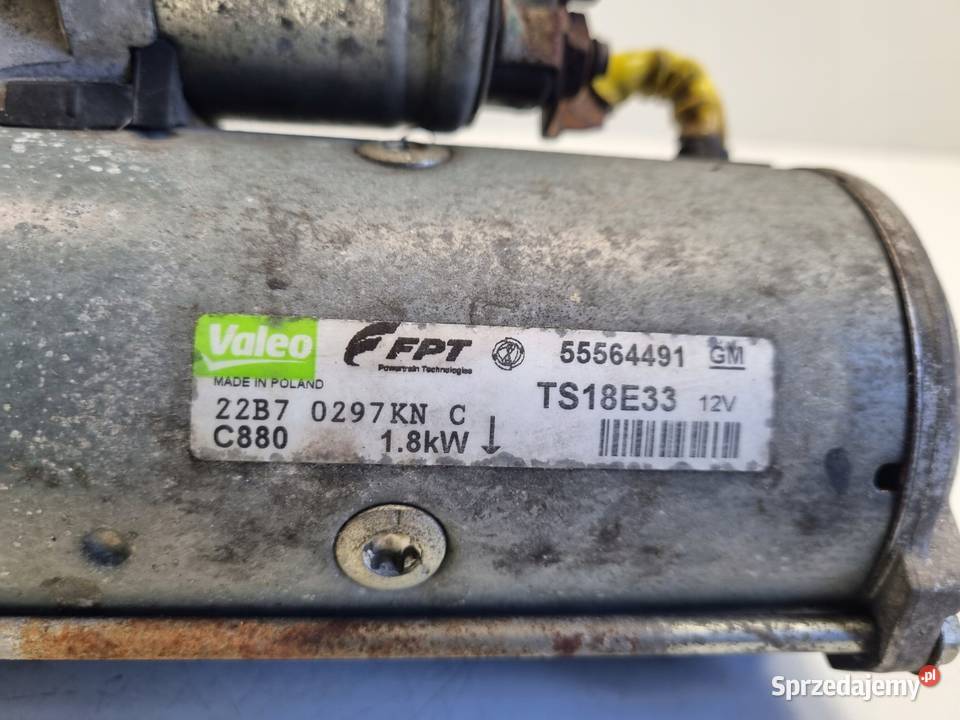 Valeo FPT 55564491 GM
Powertrain Technologies
MADE IN POLAND
TS18E33 12V
22B7 0297KN C
C880 1.8kW
Sprzedajemy.pl